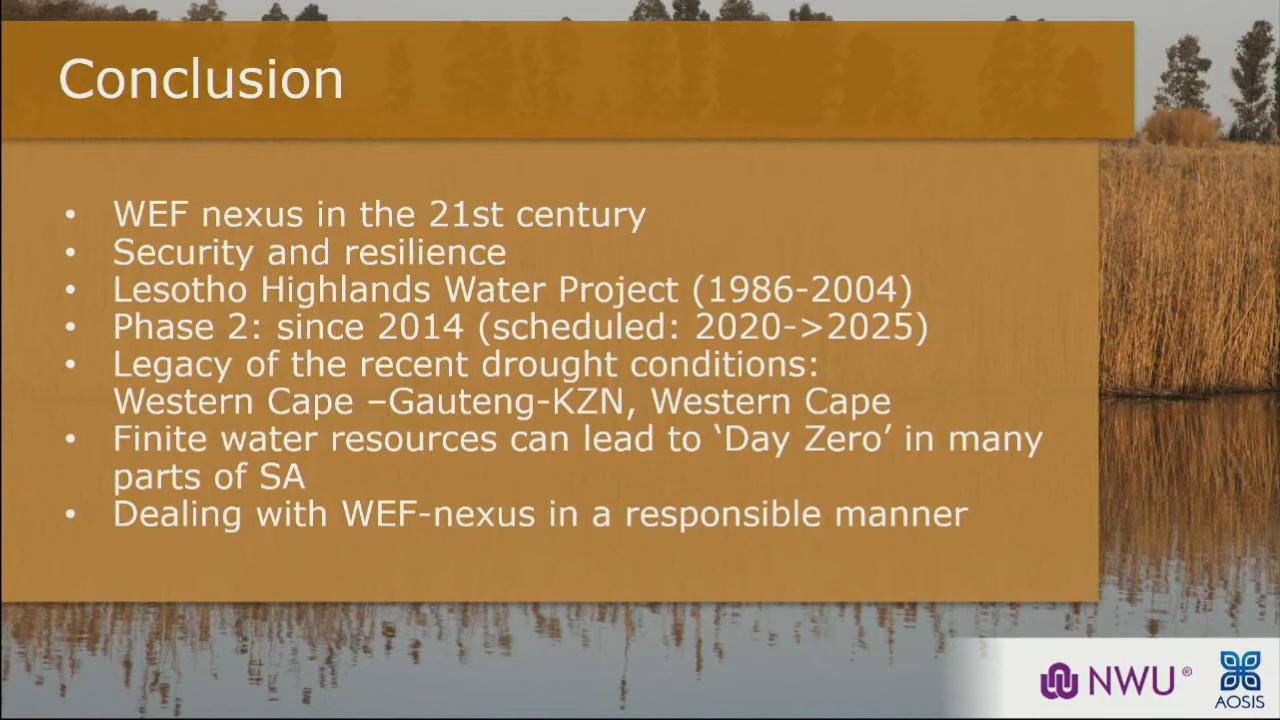 Conclusion
• WEF nexus in the 21st century
• Security and resilience
• Lesotho Highlands Water Project (1986-2004)
• Phase 2: since 2014 (scheduled: 2020->2025)
• Legacy of the recent drought conditions:
Western Cape –Gauteng-KZN, Western Cape
• Finite water resources can lead to ‘Day Zero’ in many
parts of SA
• Dealing with WEF-nexus in a responsible manner
NWU®
AOSIS